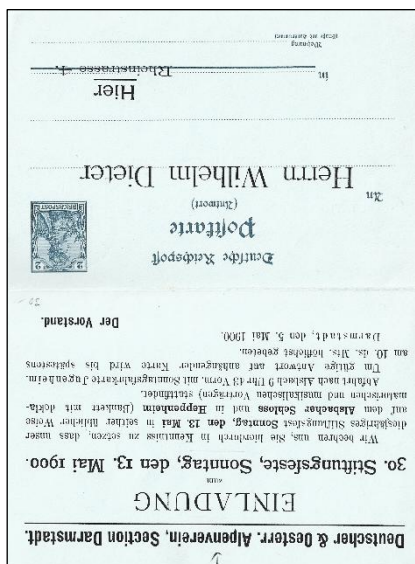 Deutscher & Oesterr. Alpenverein, Section Darmstadt.
EINLADUNG
zum
30. Stiftungsfeste, Sonntag, den 13. Mai 1900.
Wir beehren uns, Sie hierdurch in Kenntniss zu setzen, dass unser
diesjähriges Stiftungsfest Sonntag, den 13. Mai in seither üblicher Weise
auf dem Alsbacher Schloss und in Heppenheim (Bankett mit dekla-
matorischen und musikalischen Vorträgen) stattfindet.
Abfahrt nach Alsbach 9 Uhr 43 Vorm. mit Sonntagsfahrkarte Jugenheim.
Um gütige Antwort auf anhängender Karte wird bis spätestens
am 10. ds. Mts. höflichst gebeten.
Darmstadt, den 5. Mai 1900.
Der Vorstand.
Deutsche Reichspost
Postkarte
(Antwort)
2 2
REICHSPOST
An
Herrn Wilhelm Dieter
Hier
in
Rheinstrasse 4.
Wohnung